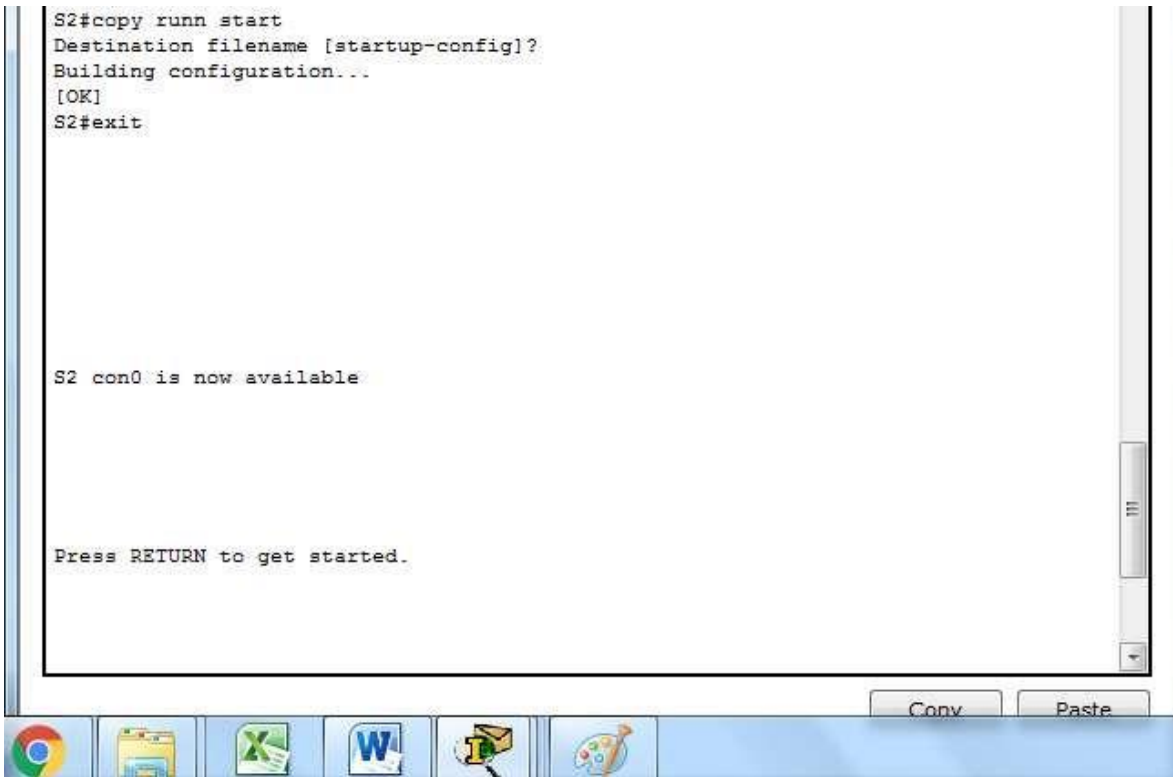 S2#copy runn start
Destination filename [startup-config]?
Building configuration...
[OK]
S2#exit
S2 con0 is now available
Press RETURN to get started.
Copy Paste